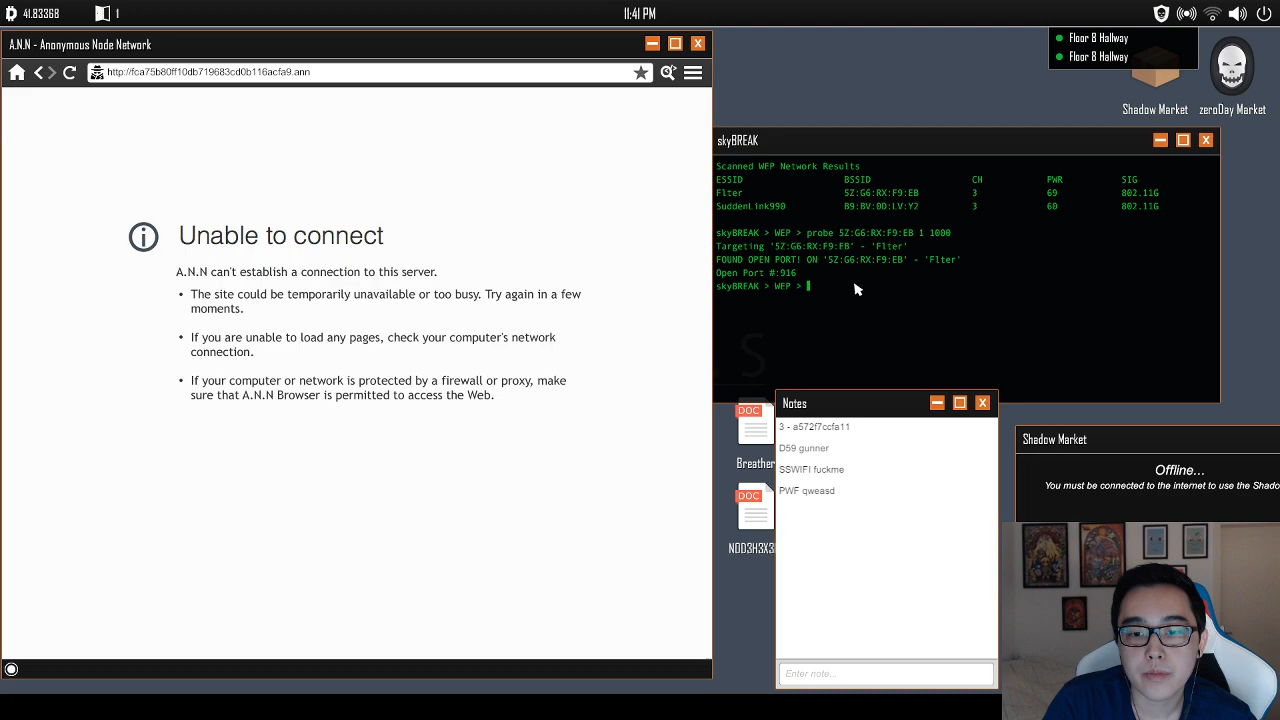 41.83368
1
11:41 PM
A.N.N - Anonymous Node Network
http://fca75b80ff10db719683cd0b116acfa9.ann
Unable to connect
A.N.N can't establish a connection to this server.
• The site could be temporarily unavailable or too busy. Try again in a few
moments.
• If you are unable to load any pages, check your computer's network
connection.
• If your computer or network is protected by a firewall or proxy, make
sure that A.N.N Browser is permitted to access the Web.
Floor 8 Hallway
Floor 8 Hallway
Shadow Market
zeroDay Market
skyBREAK
Scanned WEP Network Results
ESSID BSSID CH PWR SIG
Flter 5Z:G6:RX:F9:EB 3 69 802.11G
SuddenLink990 B9:BV:0D:LV:Y2 3 60 802.11G
skyBREAK > WEP > probe 5Z:G6:RX:F9:EB 1 1000
Targeting '5Z:G6:RX:F9:EB' - 'Flter'
FOUND OPEN PORT! ON '5Z:G6:RX:F9:EB' - 'Flter'
Open Port #:916
skyBREAK > WEP >
DOC
Breather
DOC
NDD3H3X3
Notes
3 - a572f7ccfa11
D59 gunner
SSWIFI fuckme
PWF qweasd
Enter note...
Shadow Market
Offline...
You must be connected to the internet to use the Shado